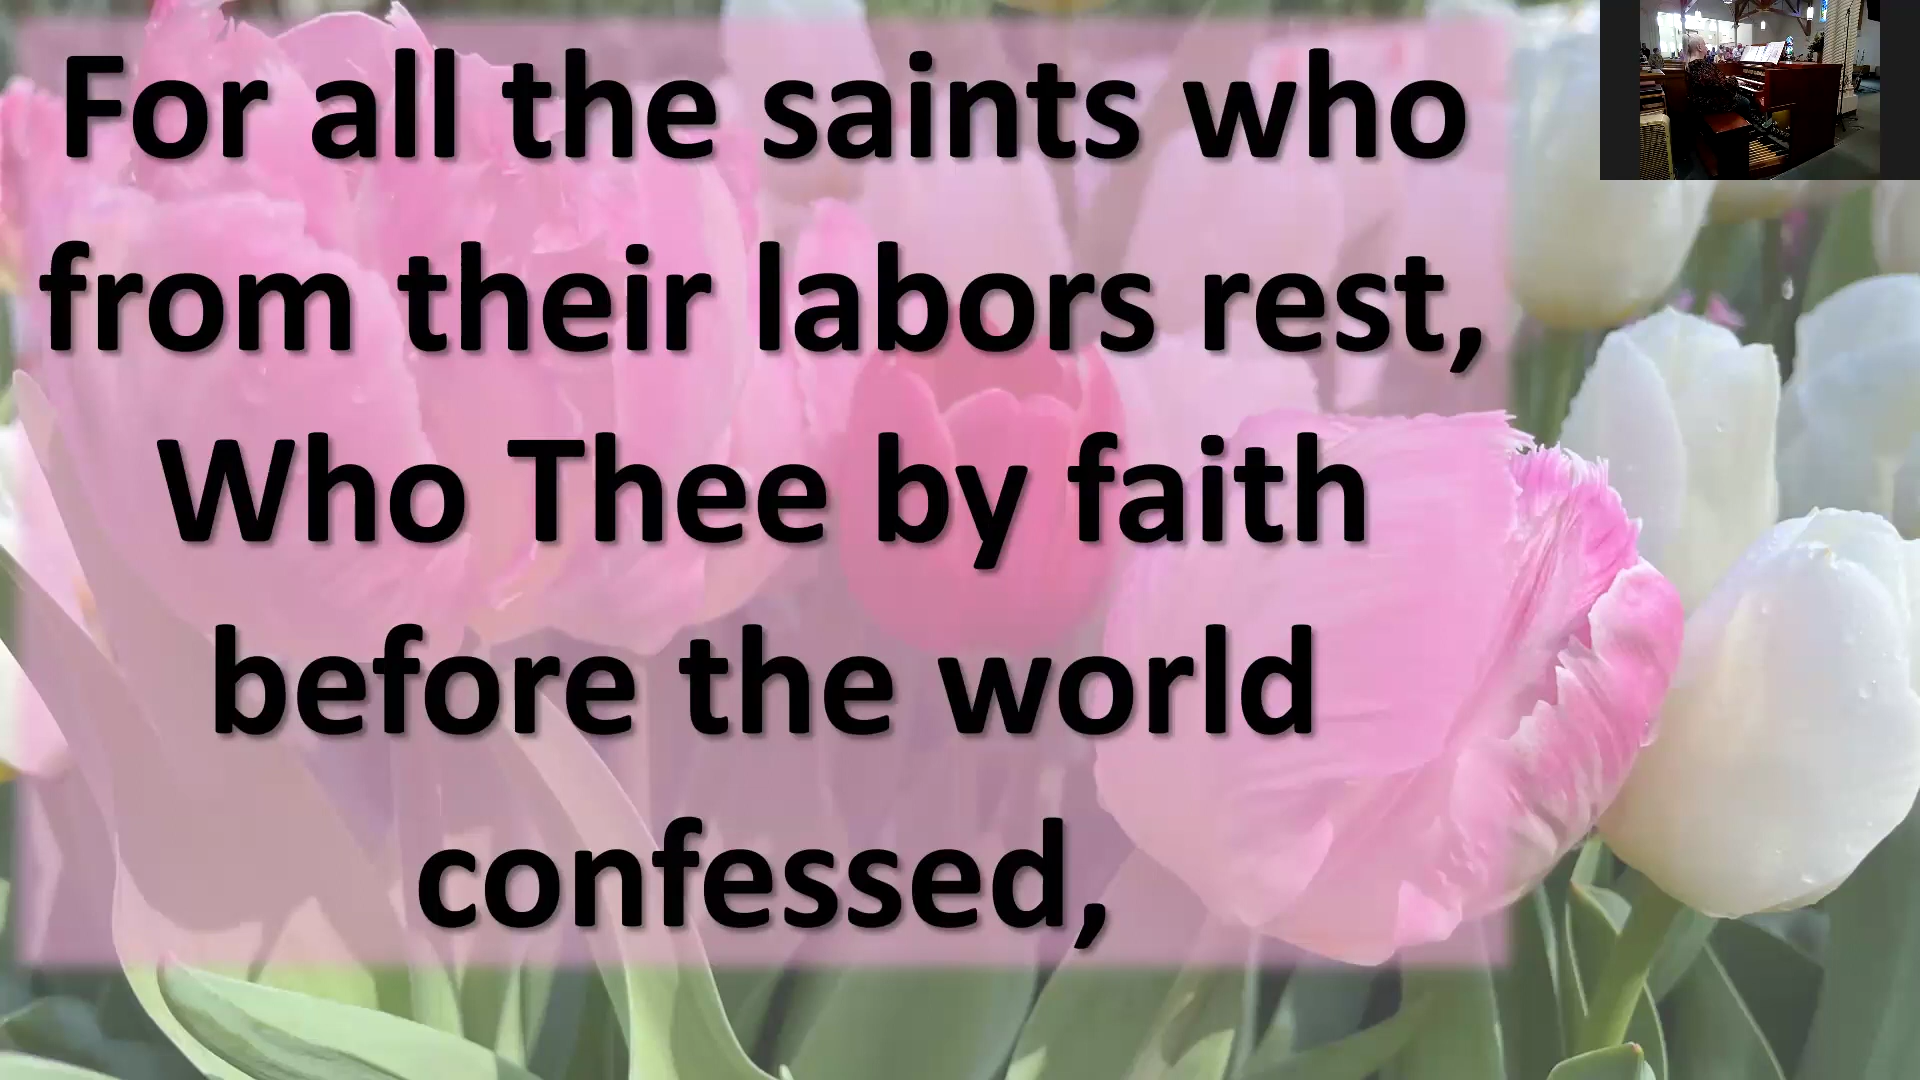 For all the saints who
from their labors rest,
Who Thee by faith
before the world
confessed,